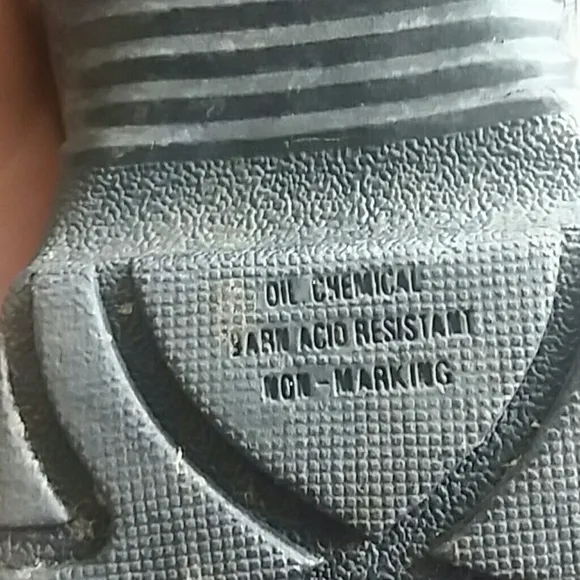 OIL CHEMICAL
BARN ACID RESISTANT
NON-MARKING